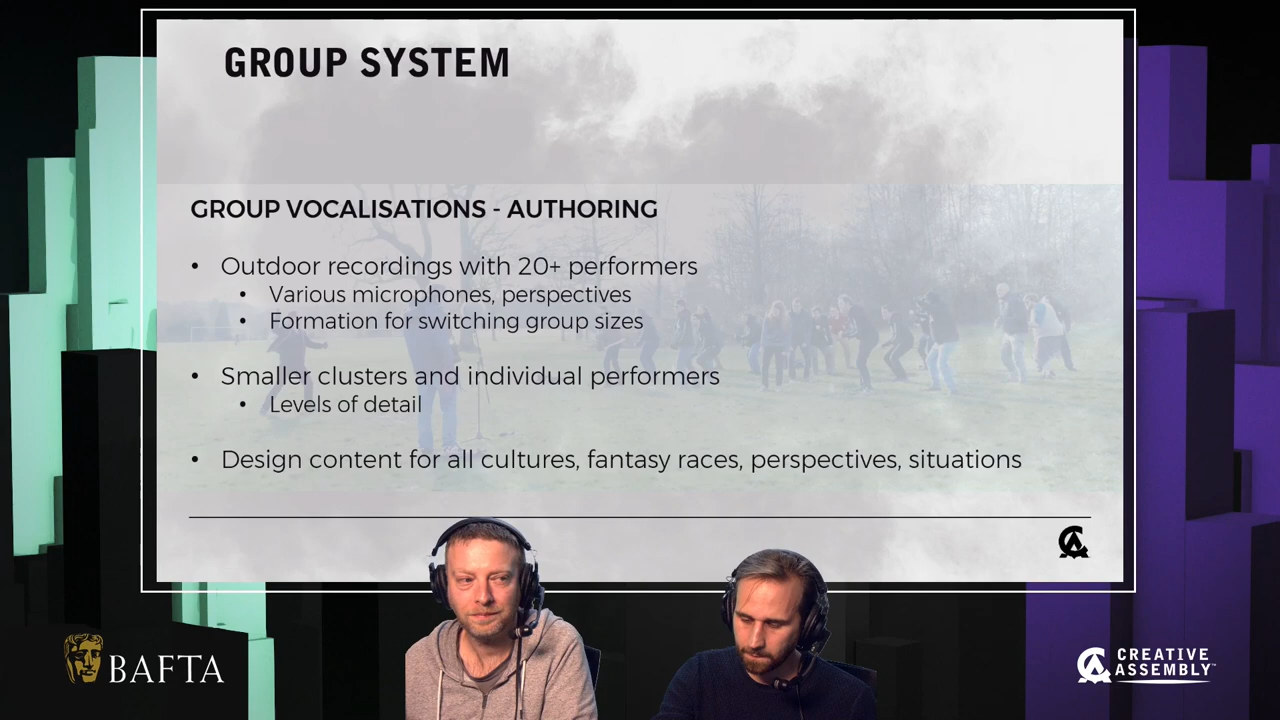 GROUP SYSTEM
GROUP VOCALISATIONS - AUTHORING
• Outdoor recordings with 20+ performers
• Various microphones, perspectives
• Formation for switching group sizes
• Smaller clusters and individual performers
• Levels of detail
• Design content for all cultures, fantasy races, perspectives, situations
BAFTA
CREATIVE
ASSEMBLY™